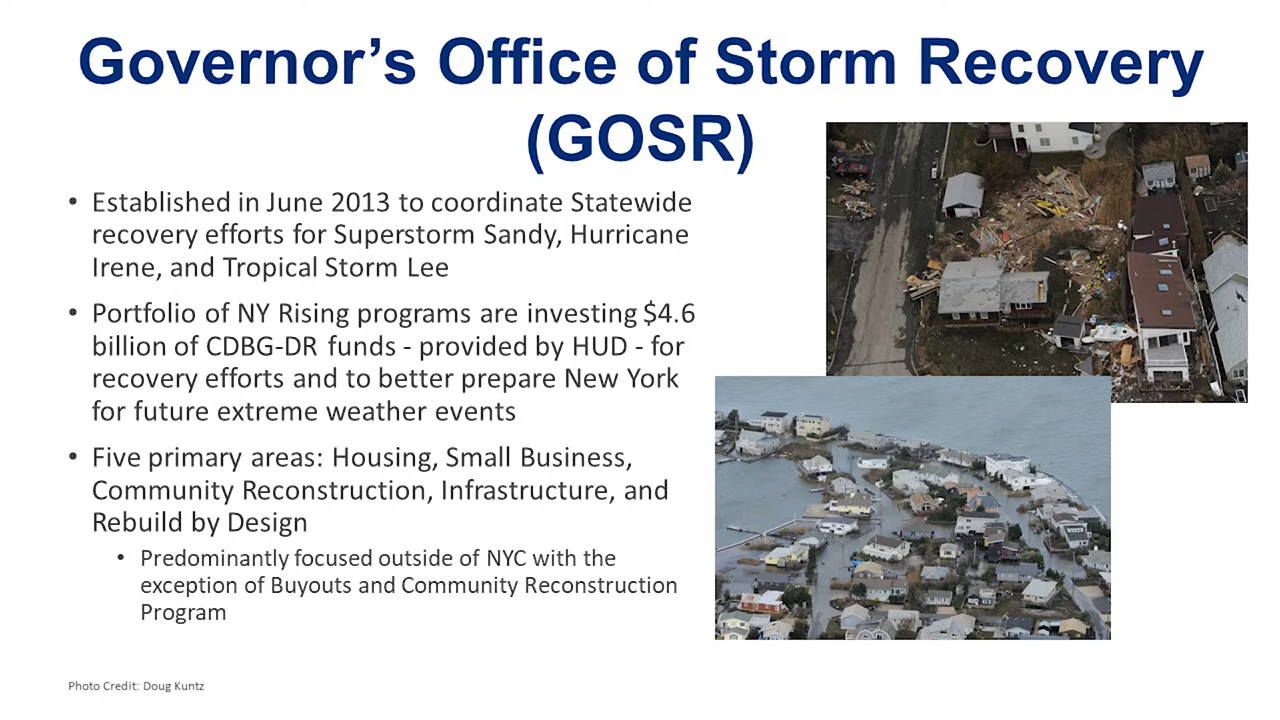 Governor’s Office of Storm Recovery
(GOSR)
• Established in June 2013 to coordinate Statewide
recovery efforts for Superstorm Sandy, Hurricane
Irene, and Tropical Storm Lee
• Portfolio of NY Rising programs are investing $4.6
billion of CDBG-DR funds - provided by HUD - for
recovery efforts and to better prepare New York
for future extreme weather events
• Five primary areas: Housing, Small Business,
Community Reconstruction, Infrastructure, and
Rebuild by Design
• Predominantly focused outside of NYC with the
exception of Buyouts and Community Reconstruction
Program
Photo Credit: Doug Kuntz